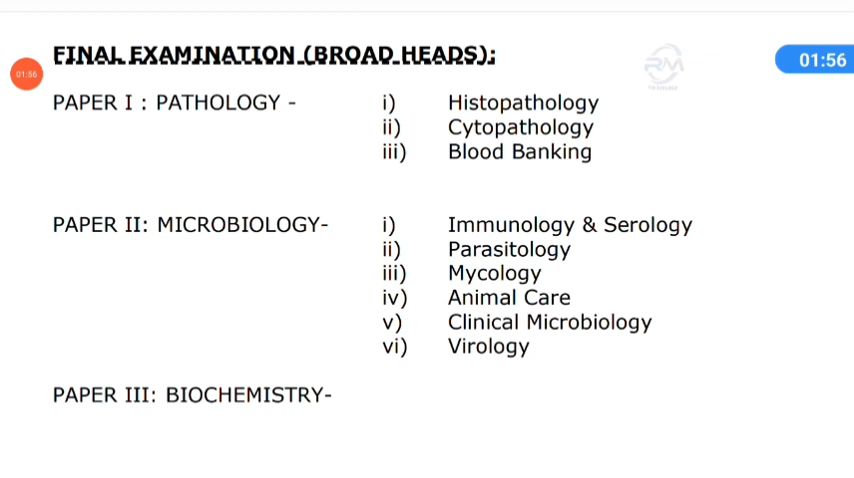 FINAL EXAMINATION (BROAD HEADS):
01:56
RM
01:56
PAPER I : PATHOLOGY - i) Histopathology
ii) Cytopathology
iii) Blood Banking
PAPER II: MICROBIOLOGY- i) Immunology & Serology
ii) Parasitology
iii) Mycology
iv) Animal Care
v) Clinical Microbiology
vi) Virology
PAPER III: BIOCHEMISTRY-